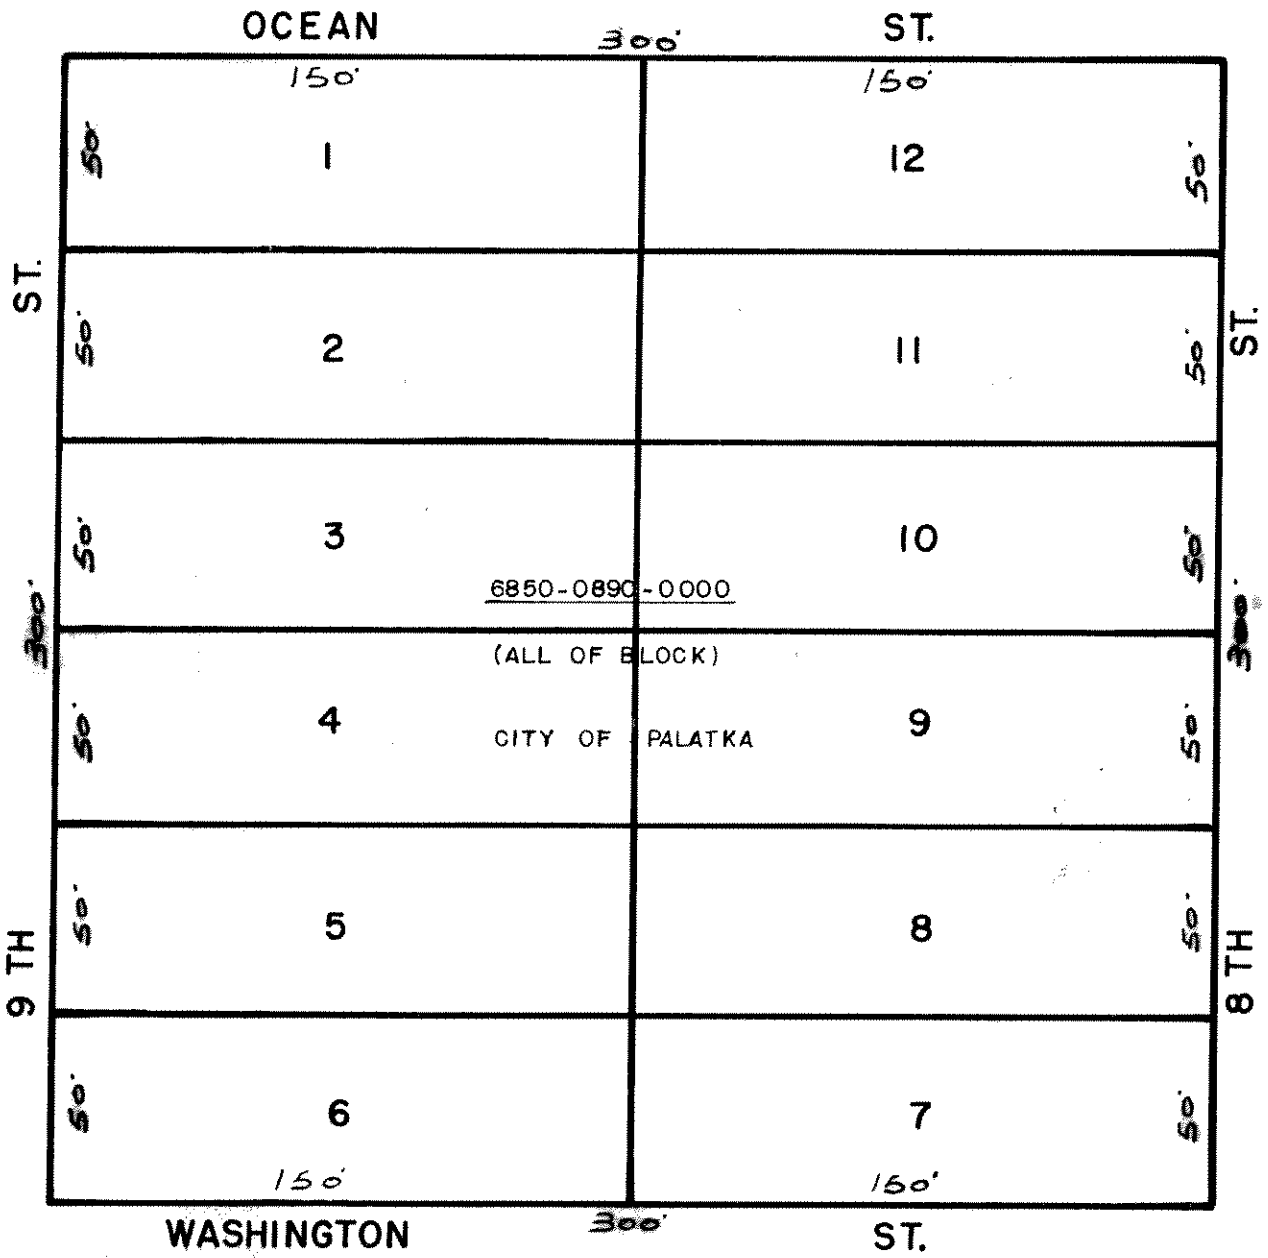 OCEAN 300' ST.
150' 150'
50' 1 12 50'
ST.
50' 2 11 50' ST.
50' 3 10 50'
6850-0890-0000
300' 300'
(ALL OF BLOCK)
50' 4 9 50'
CITY OF PALATKA
50' 5 8 50'
9 TH 8 TH
50' 6 7 50'
150' 150'
WASHINGTON 300' ST.